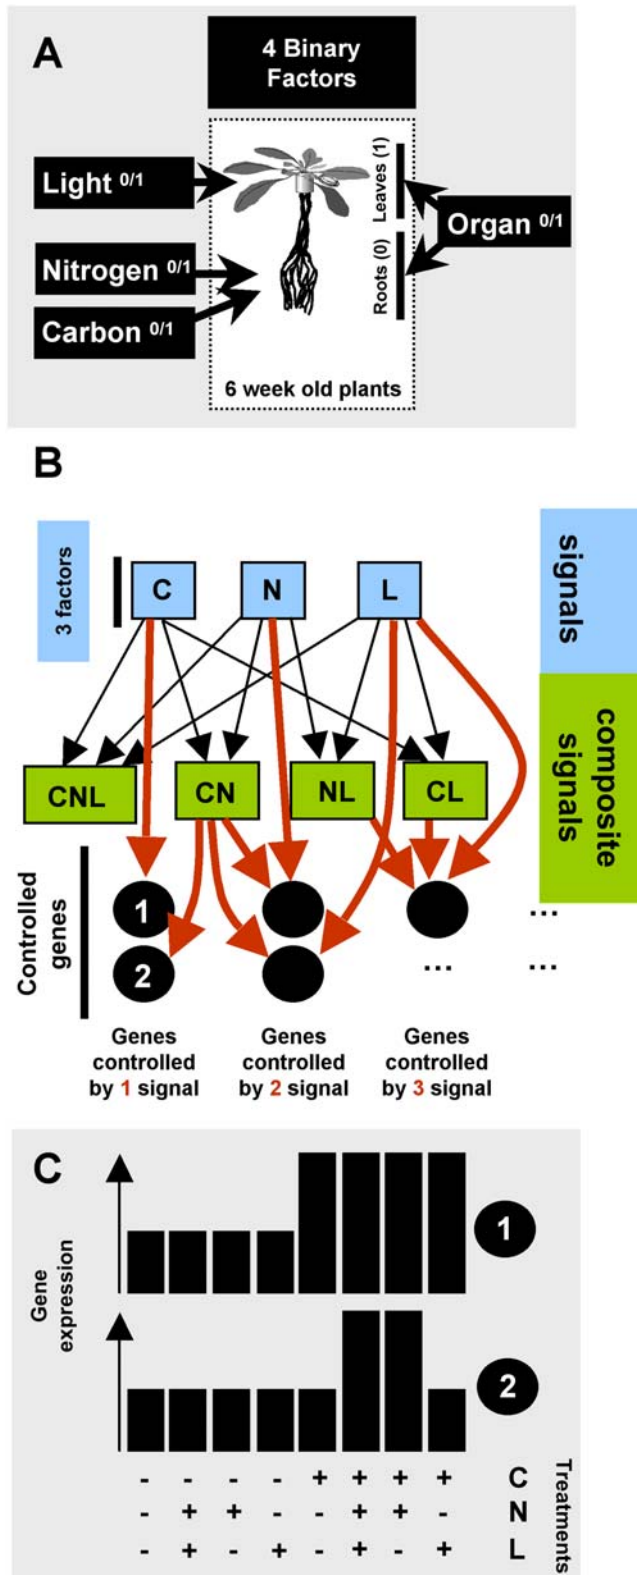 A
4 Binary
Factors
Light 0/1
Nitrogen 0/1
Carbon 0/1
Leaves (1)
Roots (0)
Organ 0/1
6 week old plants
B
3 factors
C N L
signals
CNL CN NL CL
composite
signals
Controlled
genes
1
2
...
... ...
Genes
controlled
by 1 signal
Genes
controlled
by 2 signal
Genes
controlled
by 3 signal
C
Gene
expression
1
2
- - - - + + + + C
- + + - - + + - N
- + - + - + - + L
Treatments